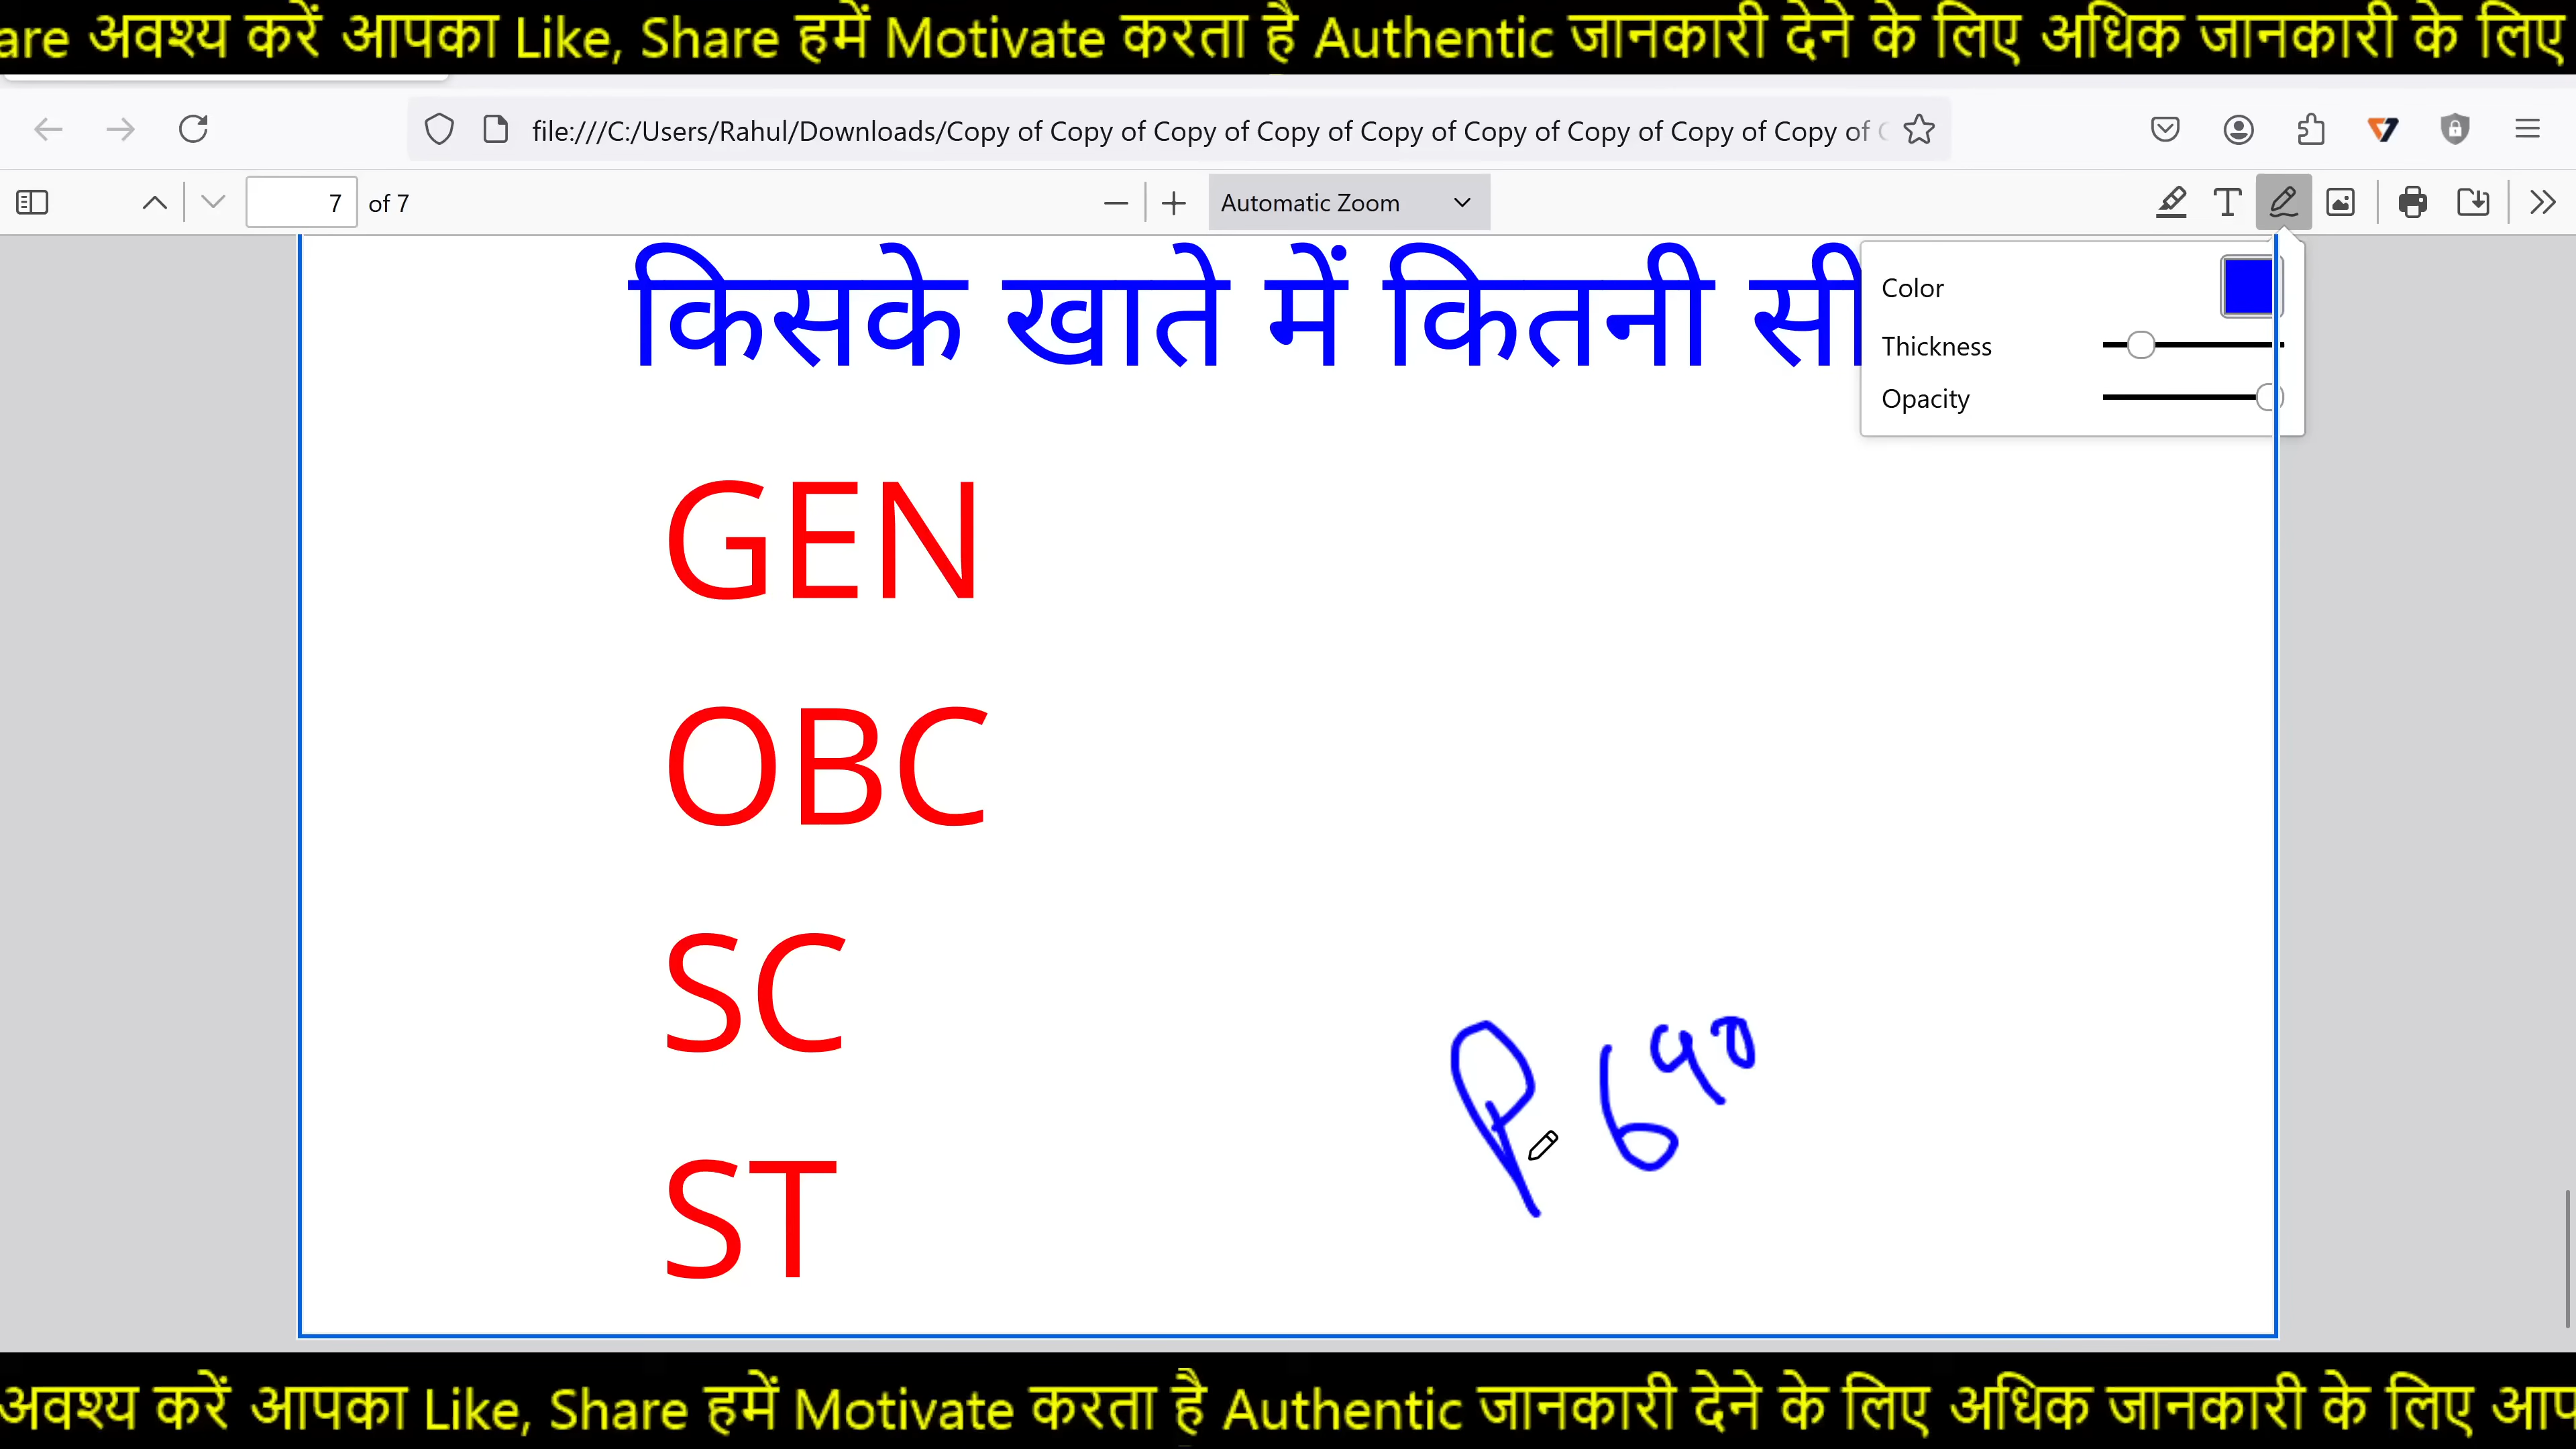 are अवश्य करें आपका Like, Share हमें Motivate करता है Authentic जानकारी देने के लिए अधिक जानकारी के लिए
file:///C:/Users/Rahul/Downloads/Copy of Copy of Copy of Copy of Copy of Copy of Copy of Copy of Copy of
7 of 7
Automatic Zoom
किसके खाते में कितनी सी
Color
Thickness
Opacity
GEN
OBC
SC
ST
अवश्य करें आपका Like, Share हमें Motivate करता है Authentic जानकारी देने के लिए अधिक जानकारी के लिए आप